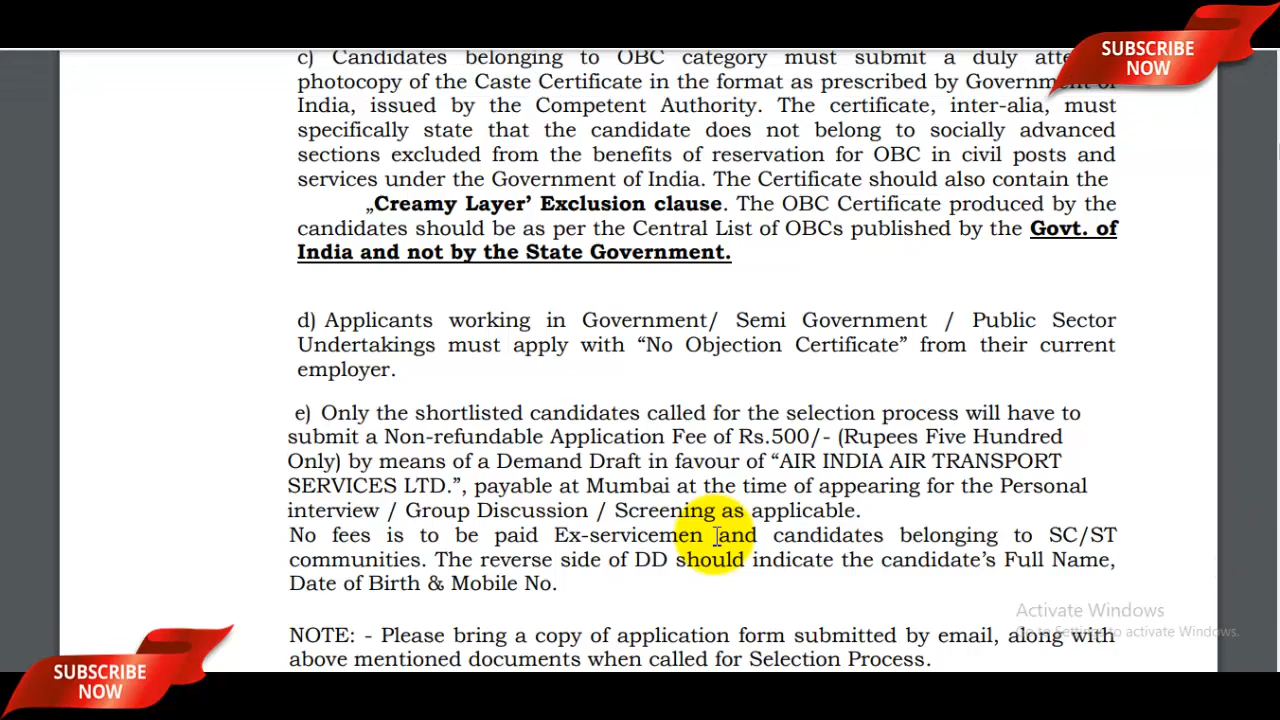 SUBSCRIBE
NOW
c) Candidates belonging to OBC category must submit a duly
photocopy of the Caste Certificate in the format as prescribed by Government of
India, issued by the Competent Authority. The certificate, inter-alia, must
specifically state that the candidate does not belong to socially advanced
sections excluded from the benefits of reservation for OBC in civil posts and
services under the Government of India. The Certificate should also contain the
„Creamy Layer’ Exclusion clause. The OBC Certificate produced by the
candidates should be as per the Central List of OBCs published by the Govt. of
India and not by the State Government.
d) Applicants working in Government/ Semi Government / Public Sector
Undertakings must apply with “No Objection Certificate” from their current
employer.
e) Only the shortlisted candidates called for the selection process will have to
submit a Non-refundable Application Fee of Rs.500/- (Rupees Five Hundred
Only) by means of a Demand Draft in favour of “AIR INDIA AIR TRANSPORT
SERVICES LTD.”, payable at Mumbai at the time of appearing for the Personal
interview / Group Discussion / Screening as applicable.
No fees is to be paid Ex-servicemen and candidates belonging to SC/ST
communities. The reverse side of DD should indicate the candidate’s Full Name,
Date of Birth & Mobile No.
Activate Windows
Go to Settings to activate Windows.
NOTE: - Please bring a copy of application form submitted by email, along with
above mentioned documents when called for Selection Process.
SUBSCRIBE
NOW